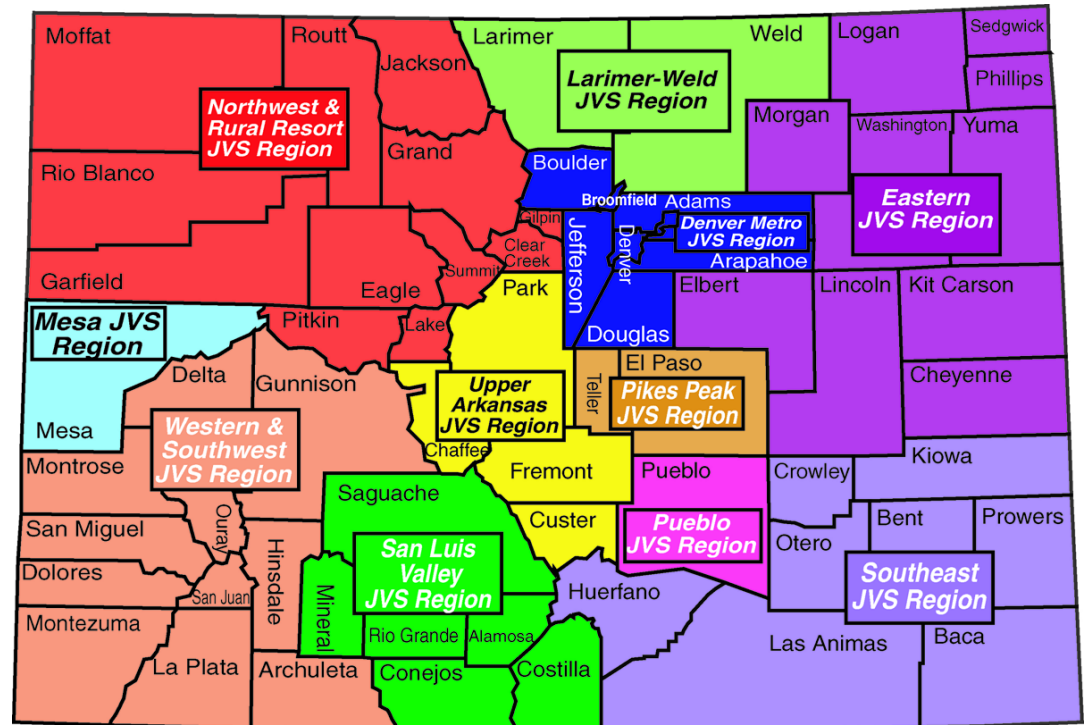 Moffat
Routt
Jackson
Larimer
Weld
Logan
Sedgwick
Phillips
Northwest &
Rural Resort
JVS Region
Larimer-Weld
JVS Region
Morgan
Washington
Yuma
Rio Blanco
Grand
Boulder
Broomfield
Adams
Eastern
JVS Region
Gilpin
Jefferson
Denver
Denver Metro
JVS Region
Clear
Creek
Arapahoe
Garfield
Eagle
Summit
Park
Douglas
Elbert
Lincoln
Kit Carson
Mesa JVS
Region
Pitkin
Lake
Delta
Gunnison
Upper
Arkansas
JVS Region
Teller
El Paso
Pikes Peak
JVS Region
Cheyenne
Mesa
Western &
Southwest
JVS Region
Chaffee
Montrose
Saguache
Fremont
Pueblo
Crowley
Kiowa
San Miguel
Ouray
Hinsdale
Custer
Pueblo
JVS Region
Otero
Bent
Prowers
San Luis
Valley
JVS Region
Southeast
JVS Region
Dolores
San Juan
Mineral
Huerfano
Montezuma
Rio Grande
Alamosa
Las Animas
Baca
La Plata
Archuleta
Conejos
Costilla